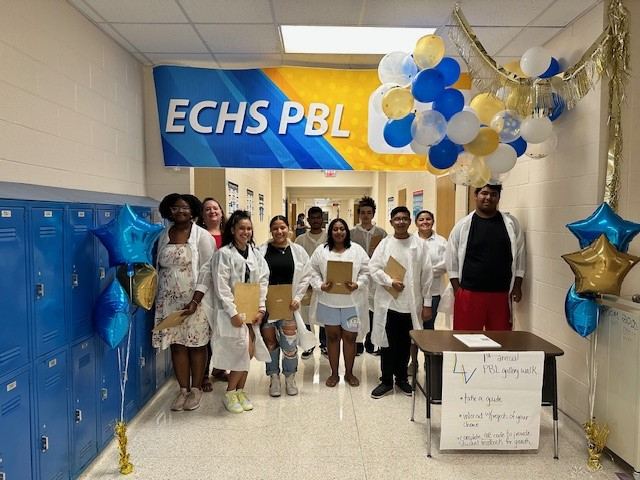 ECHS PBL
1st annual
PBL gallery walk
• take a guide
• interact w/projects of your
choice
• complete QR code to provide
student feedback for growth